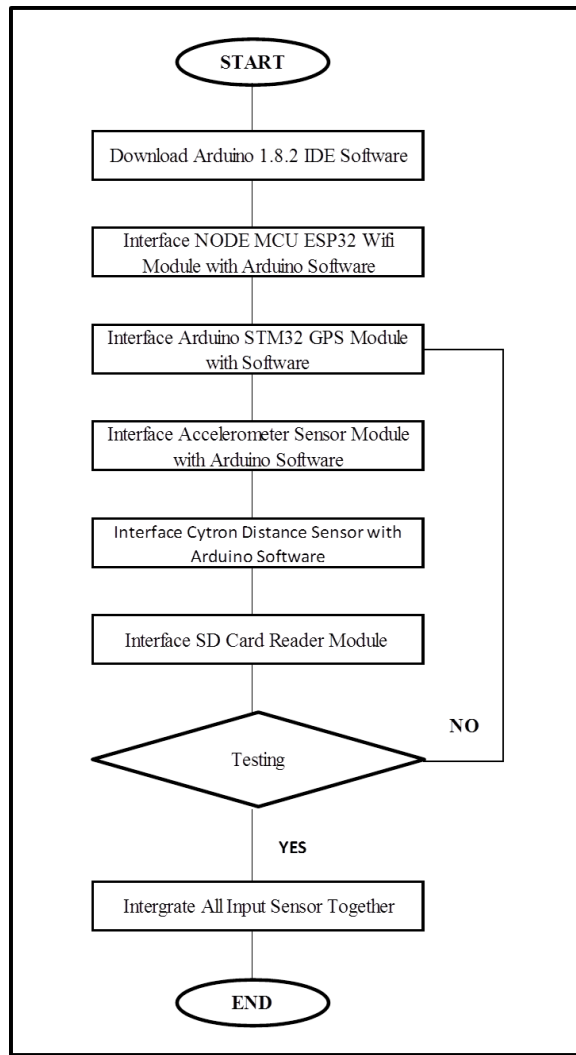 START
Download Arduino 1.8.2 IDE Software
Interface NODE MCU ESP32 Wifi
Module with Arduino Software
Interface Arduino STM32 GPS Module
with Software
Interface Accelerometer Sensor Module
with Arduino Software
Interface Cytron Distance Sensor with
Arduino Software
Interface SD Card Reader Module
NO
Testing
YES
Intergrate All Input Sensor Together
END